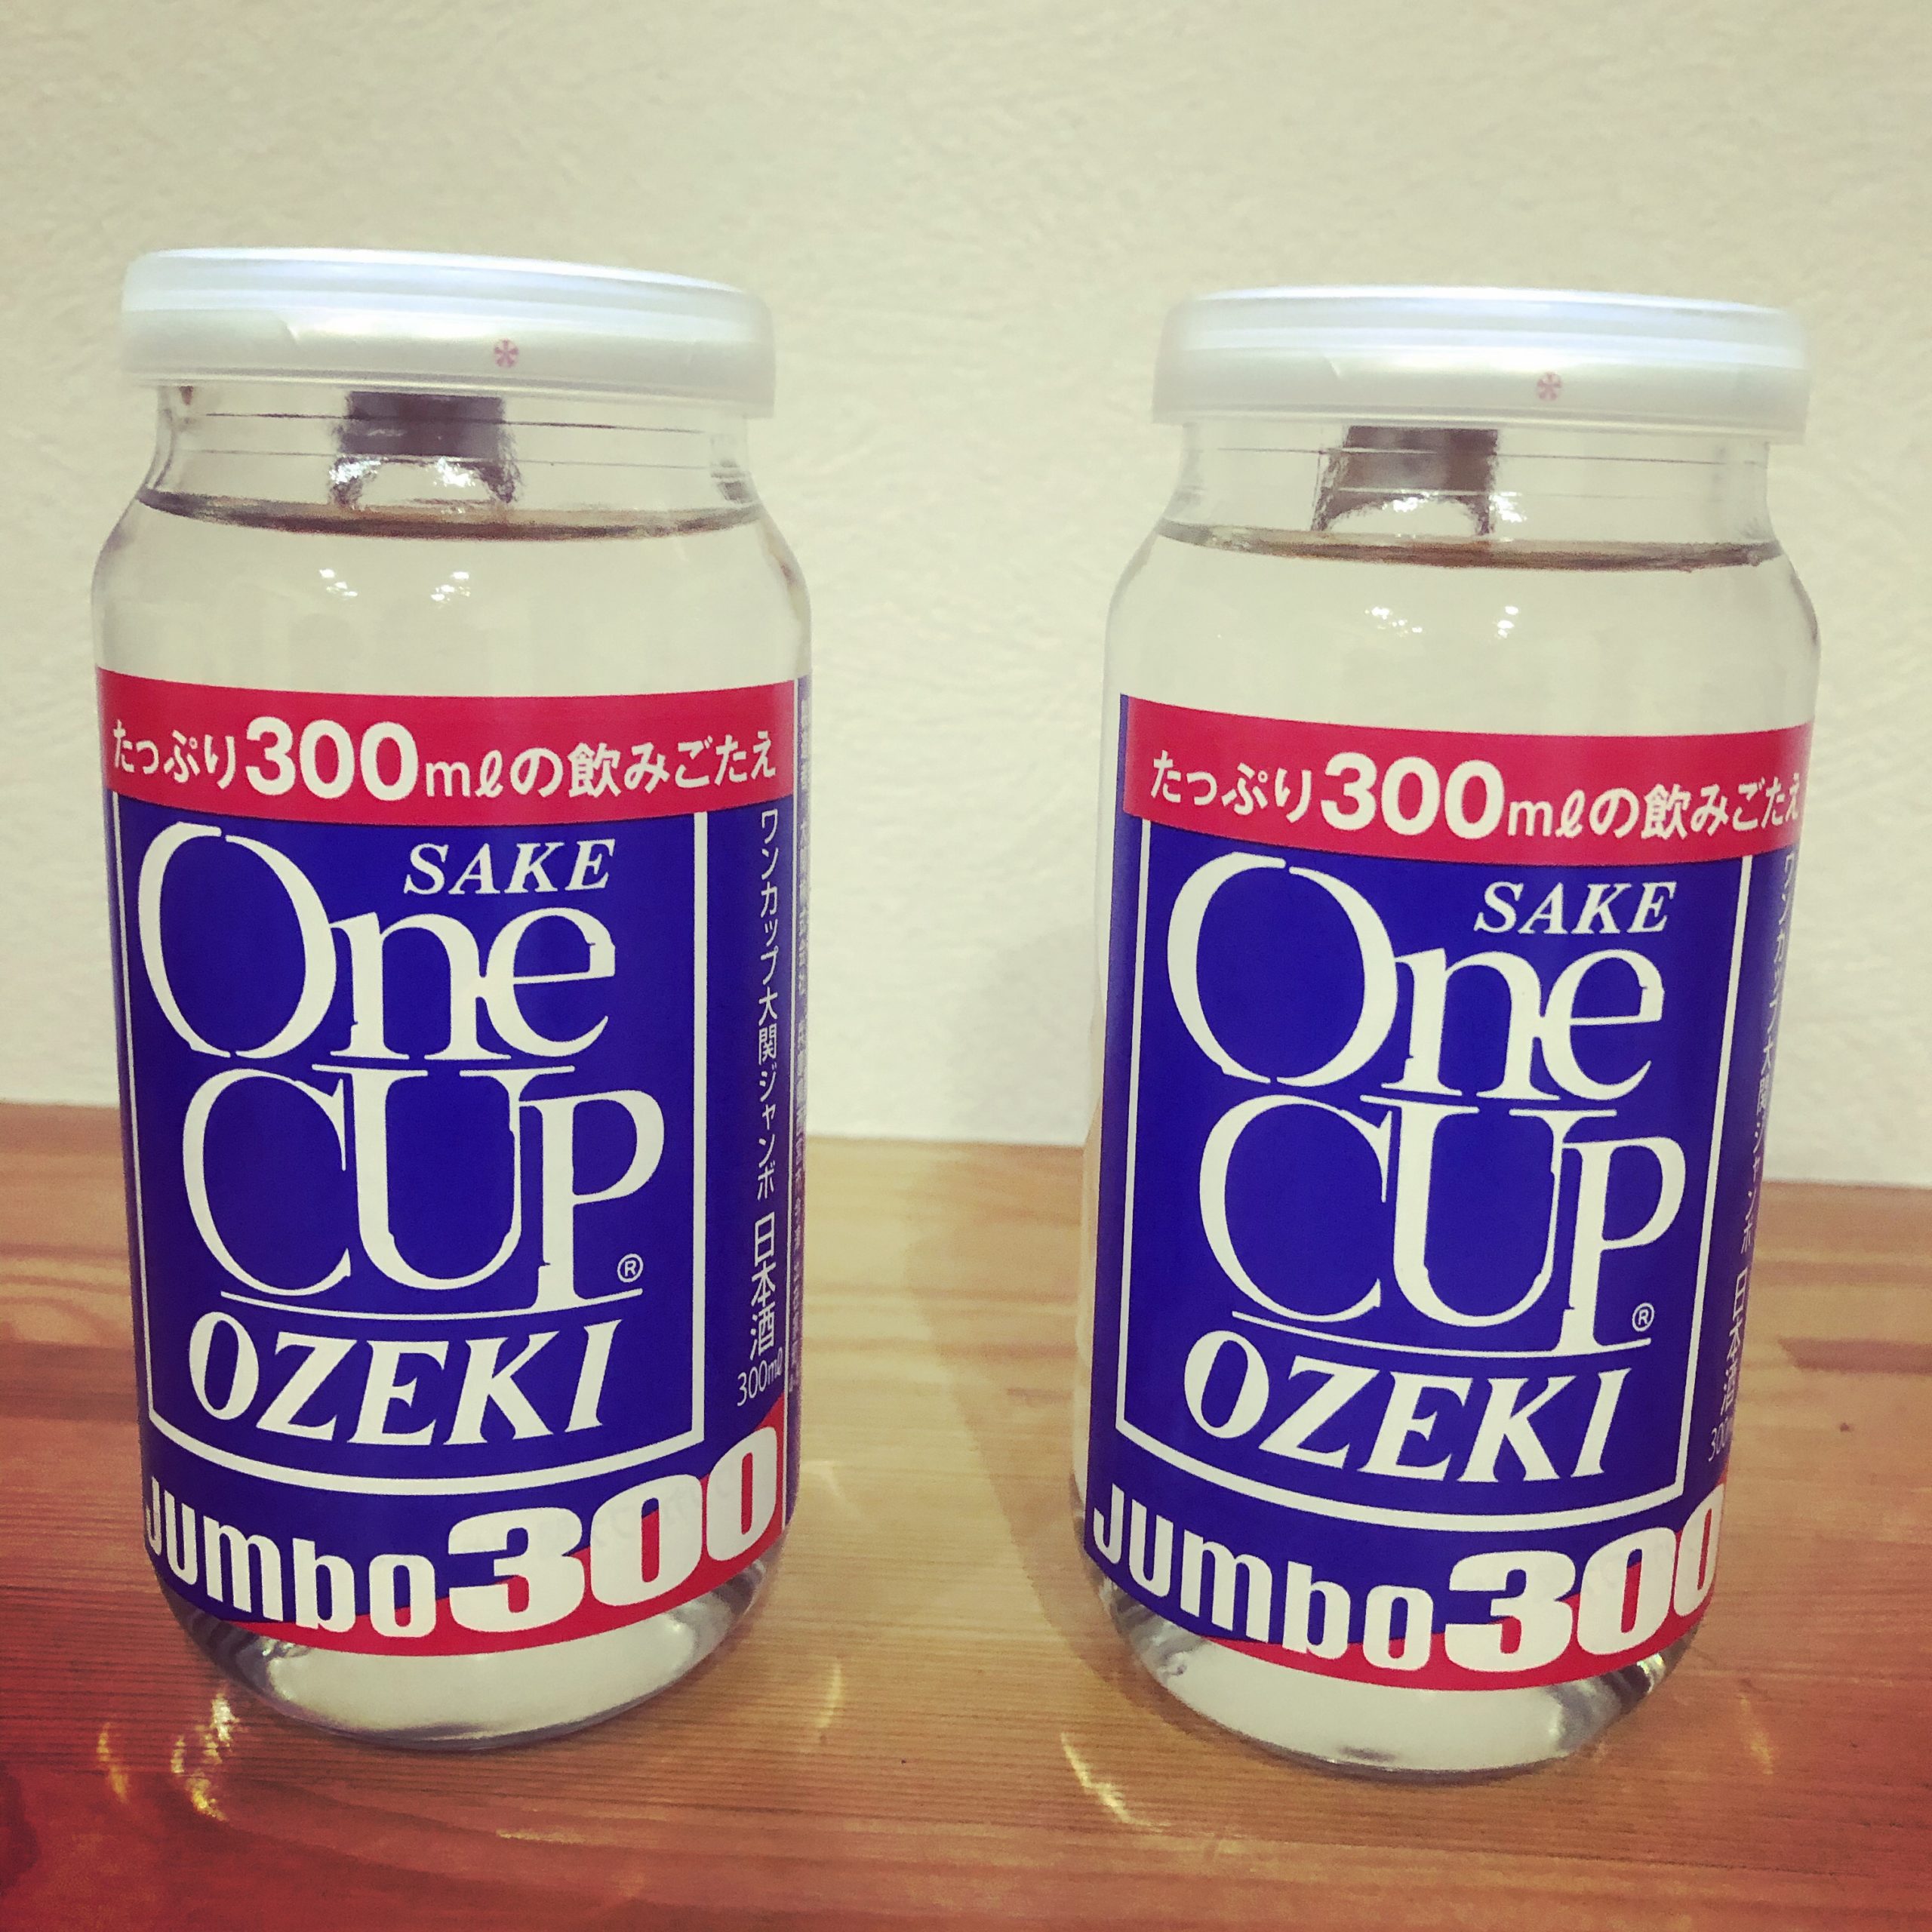 たっぷり300mlの飲みごたえ
SAKE
One
CUP®
OZEKI
Jumbo300
ワンカップ大関ジャンボ 日本酒
300ml
たっぷり300mlの飲みごたえ
SAKE
One
CUP®
OZEKI
Jumbo300
ワンカップ大関ジャンボ 日本酒